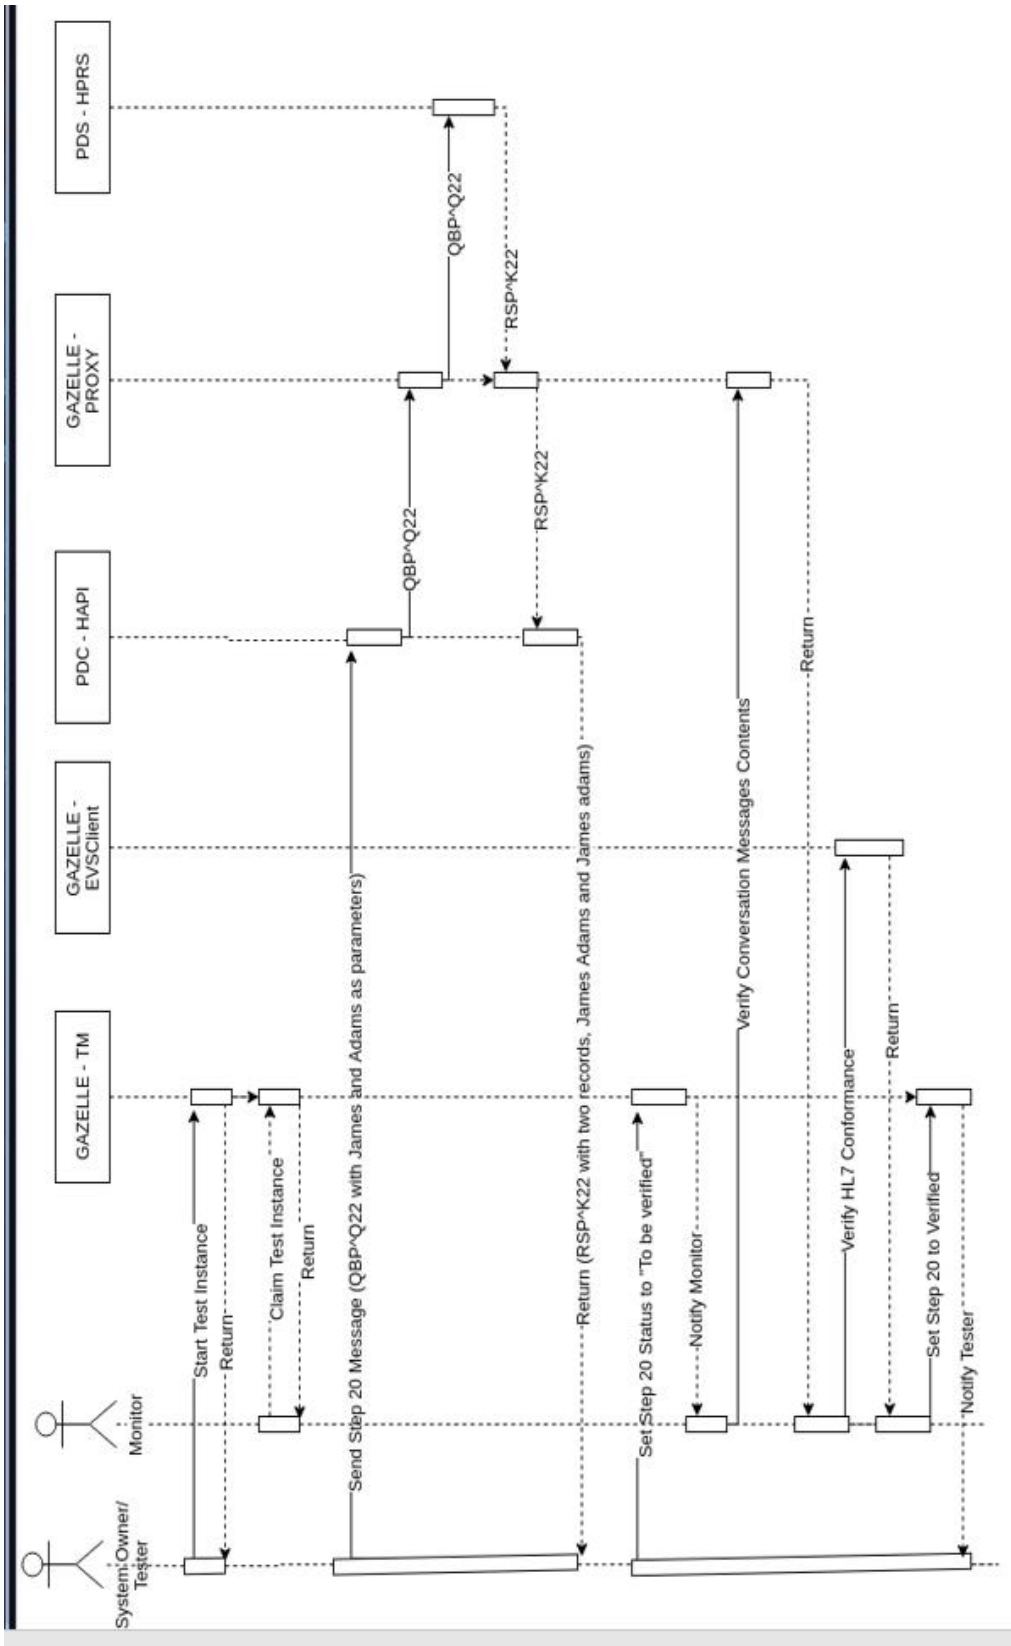 System Owner/
Tester
Monitor
GAZELLE - TM
GAZELLE -
EVSClient
PDC - HAPI
GAZELLE -
PROXY
PDS - HPRS
Start Test Instance
Return
Claim Test Instance
Return
Send Step 20 Message (QBP^Q22 with James and Adams as parameters)
QBP^Q22
QBP^Q22
RSP^K22
RSP^K22
Return (RSP^K22 with two records, James Adams and James adams)
Set Step 20 Status to "To be verified"
Notify Monitor
Verify Conversation Messages Contents
Return
Verify HL7 Conformance
Return
Set Step 20 to Verified
Notify Tester